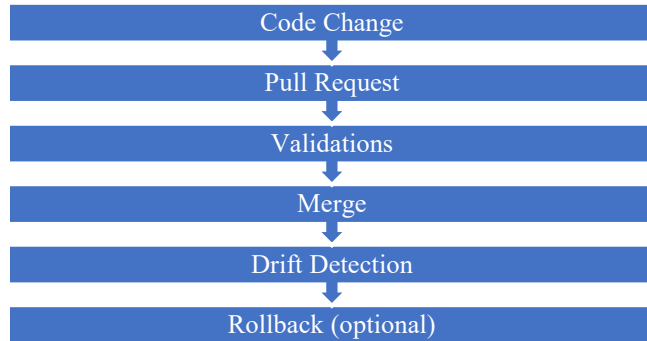 Code Change
Pull Request
Validations
Merge
Drift Detection
Rollback (optional)